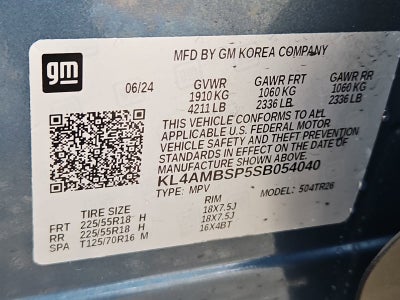 gm
MFD BY GM KOREA COMPANY
06/24 GVWR GAWR FRT GAWR RR
1910 KG 1060 KG 1060 KG
4211 LB 2336 LB 2336 LB
THIS VEHICLE CONFORMS TO ALL
APPLICABLE U.S. FEDERAL MOTOR
VEHICLE SAFETY AND THEFT PREVENTION
STANDARDS IN EFFECT ON THE DATE OF
MANUFACTURE SHOWN ABOVE.
KL4AMBSP5SB054040
TYPE: MPV 504TR26
TIRE SIZE RIM
FRT 225/55R18 H 18X7.5J
RR 225/55R18 H 18X7.5J
SPA T125/70R16 M 16X4BT